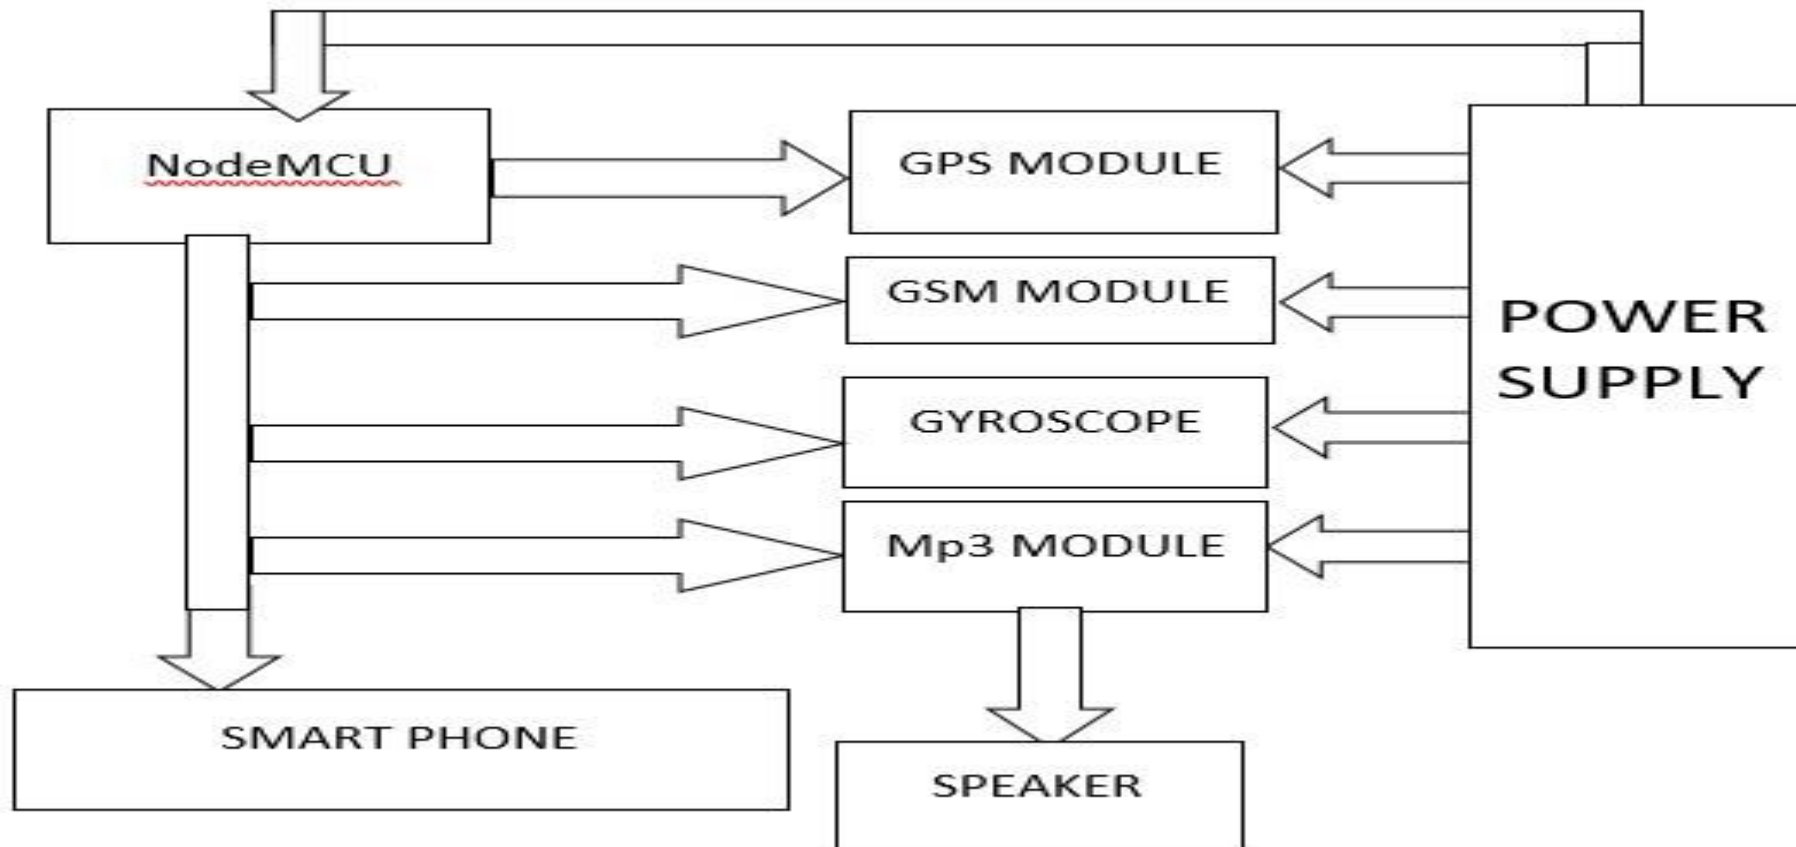 NodeMCU
GPS MODULE
GSM MODULE
POWER
SUPPLY
GYROSCOPE
Mp3 MODULE
SMART PHONE
SPEAKER